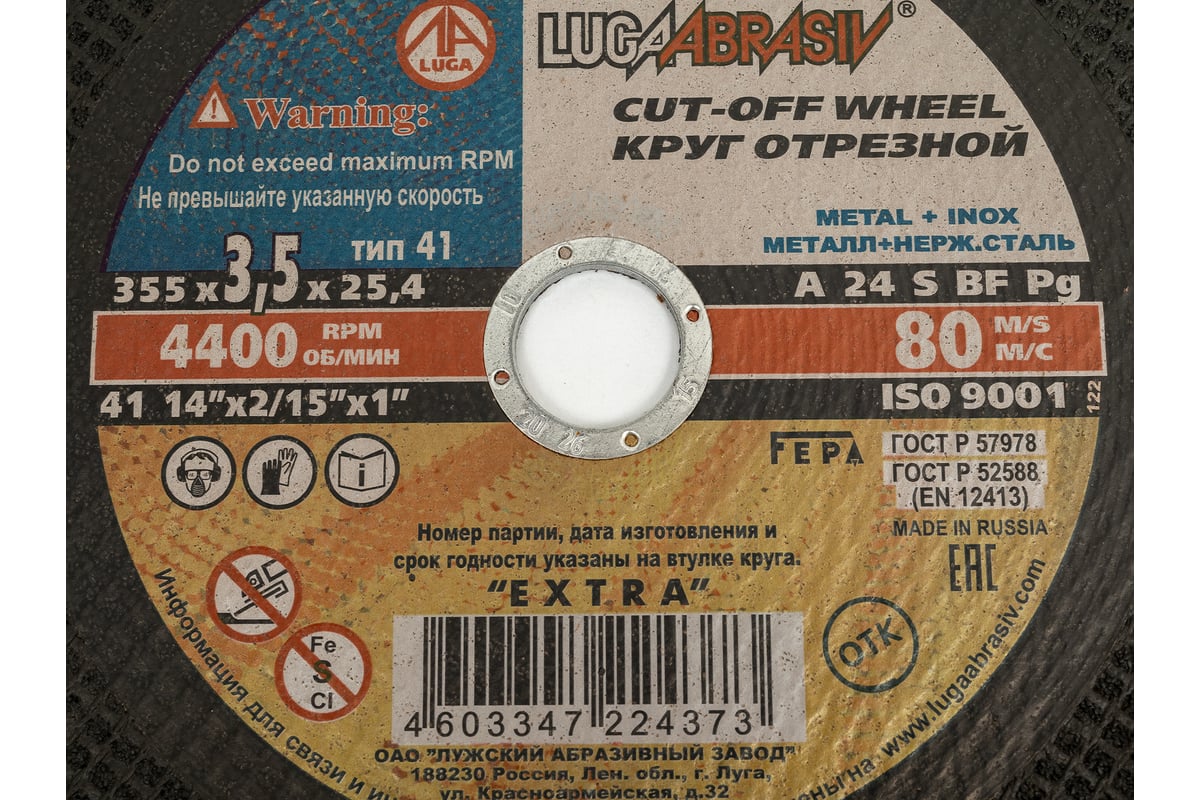 LUGA
LUGAABRASIV®
Warning:
Do not exceed maximum RPM
Не превышайте указанную скорость
CUT-OFF WHEEL
КРУГ ОТРЕЗНОЙ
METAL + INOX
МЕТАЛЛ+НЕРЖ.СТАЛЬ
тип 41
355 x 3,5 x 25,4
A 24 S BF Pg
4400 RPM
ОБ/МИН
80 M/S
М/С
41 14”x2/15”x1”
ISO 9001
122
FEPA
ГОСТ Р 57978
ГОСТ Р 52588
(EN 12413)
MADE IN RUSSIA
EAC
Номер партии, дата изготовления и
срок годности указаны на втулке круга.
“EXTRA”
Fe
S
Cl
ОТК
4 603347 224373
ОАО "ЛУЖСКИЙ АБРАЗИВНЫЙ ЗАВОД"
188230 Россия, Лен. обл., г. Луга,
ул. Красноармейская, д.32
Информация для связи и
на www.lugaabrasiv.com